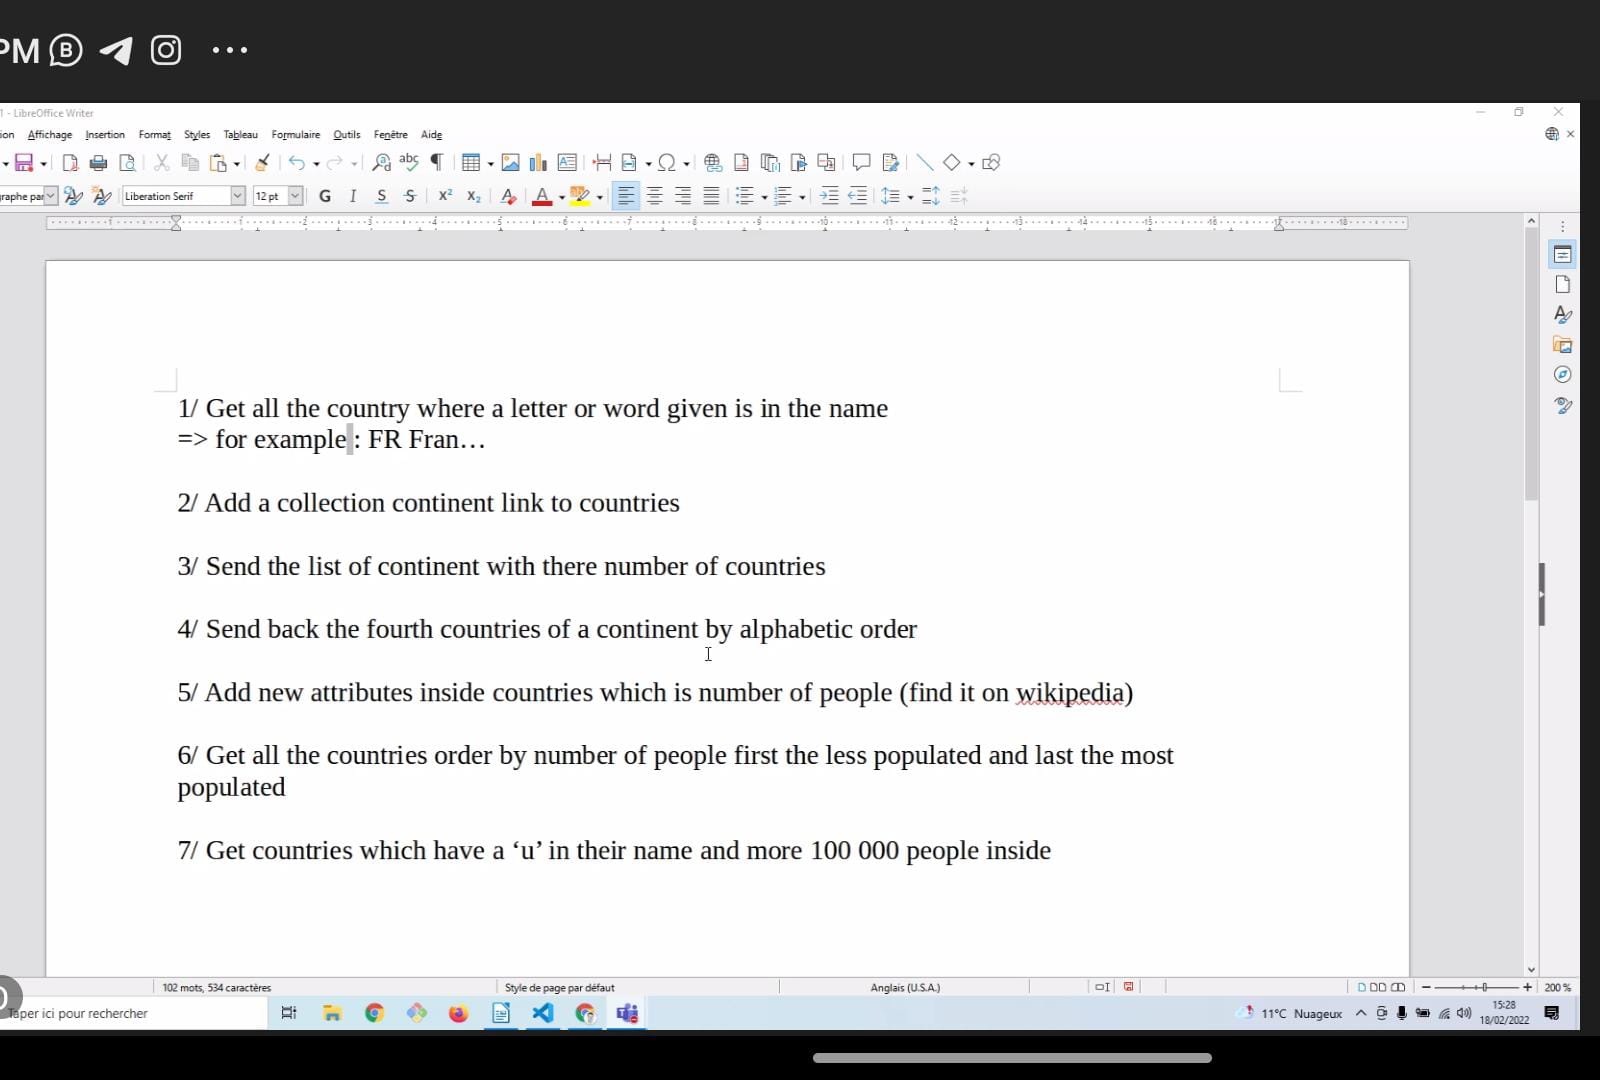 PM
1 - LibreOffice Writer
ion Affichage Insertion Format Styles Tableau Formulaire Outils Fenêtre Aide
raphe par Liberation Serif 12 pt G I S S X² X₂
1/ Get all the country where a letter or word given is in the name
=> for example : FR Fran…
2/ Add a collection continent link to countries
3/ Send the list of continent with there number of countries
4/ Send back the fourth countries of a continent by alphabetic order
5/ Add new attributes inside countries which is number of people (find it on wikipedia)
6/ Get all the countries order by number of people first the less populated and last the most
populated
7/ Get countries which have a ‘u’ in their name and more 100 000 people inside
102 mots, 534 caractères Style de page par défaut Anglais (U.S.A.) 200 %
Taper ici pour rechercher 11°C Nuageux 15:28
18/02/2022